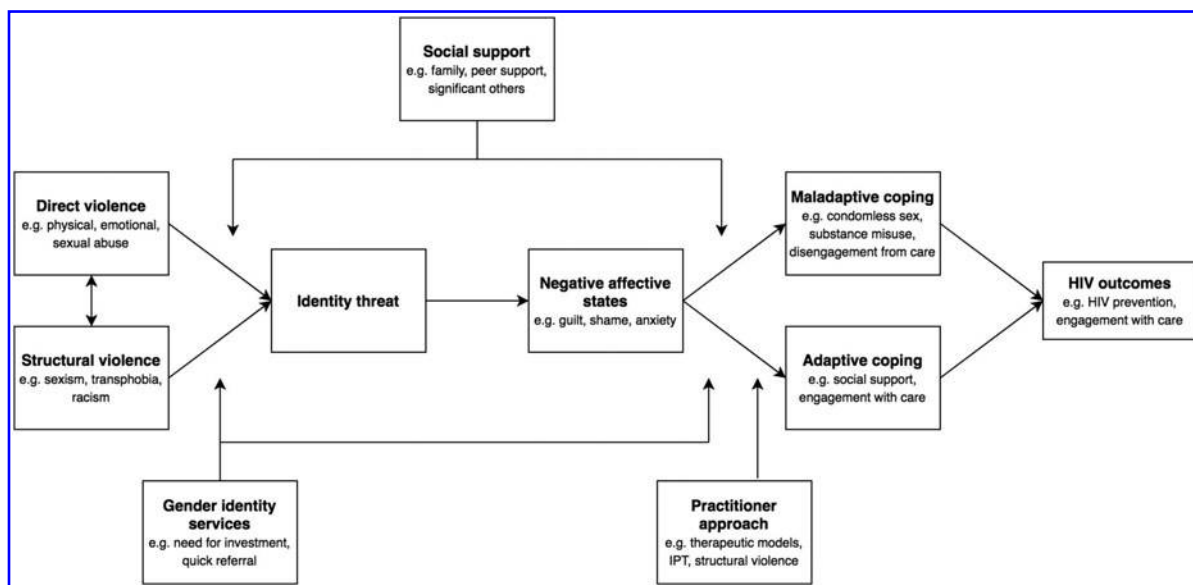 Social support
e.g. family, peer support,
significant others
Direct violence
e.g. physical, emotional,
sexual abuse
Maladaptive coping
e.g. condomless sex,
substance misuse,
disengagement from care
Identity threat
Negative affective
states
e.g. guilt, shame, anxiety
HIV outcomes
e.g. HIV prevention,
engagement with care
Structural violence
e.g. sexism, transphobia,
racism
Adaptive coping
e.g. social support,
engagement with care
Gender identity
services
e.g. need for investment,
quick referral
Practitioner
approach
e.g. therapeutic models,
IPT, structural violence